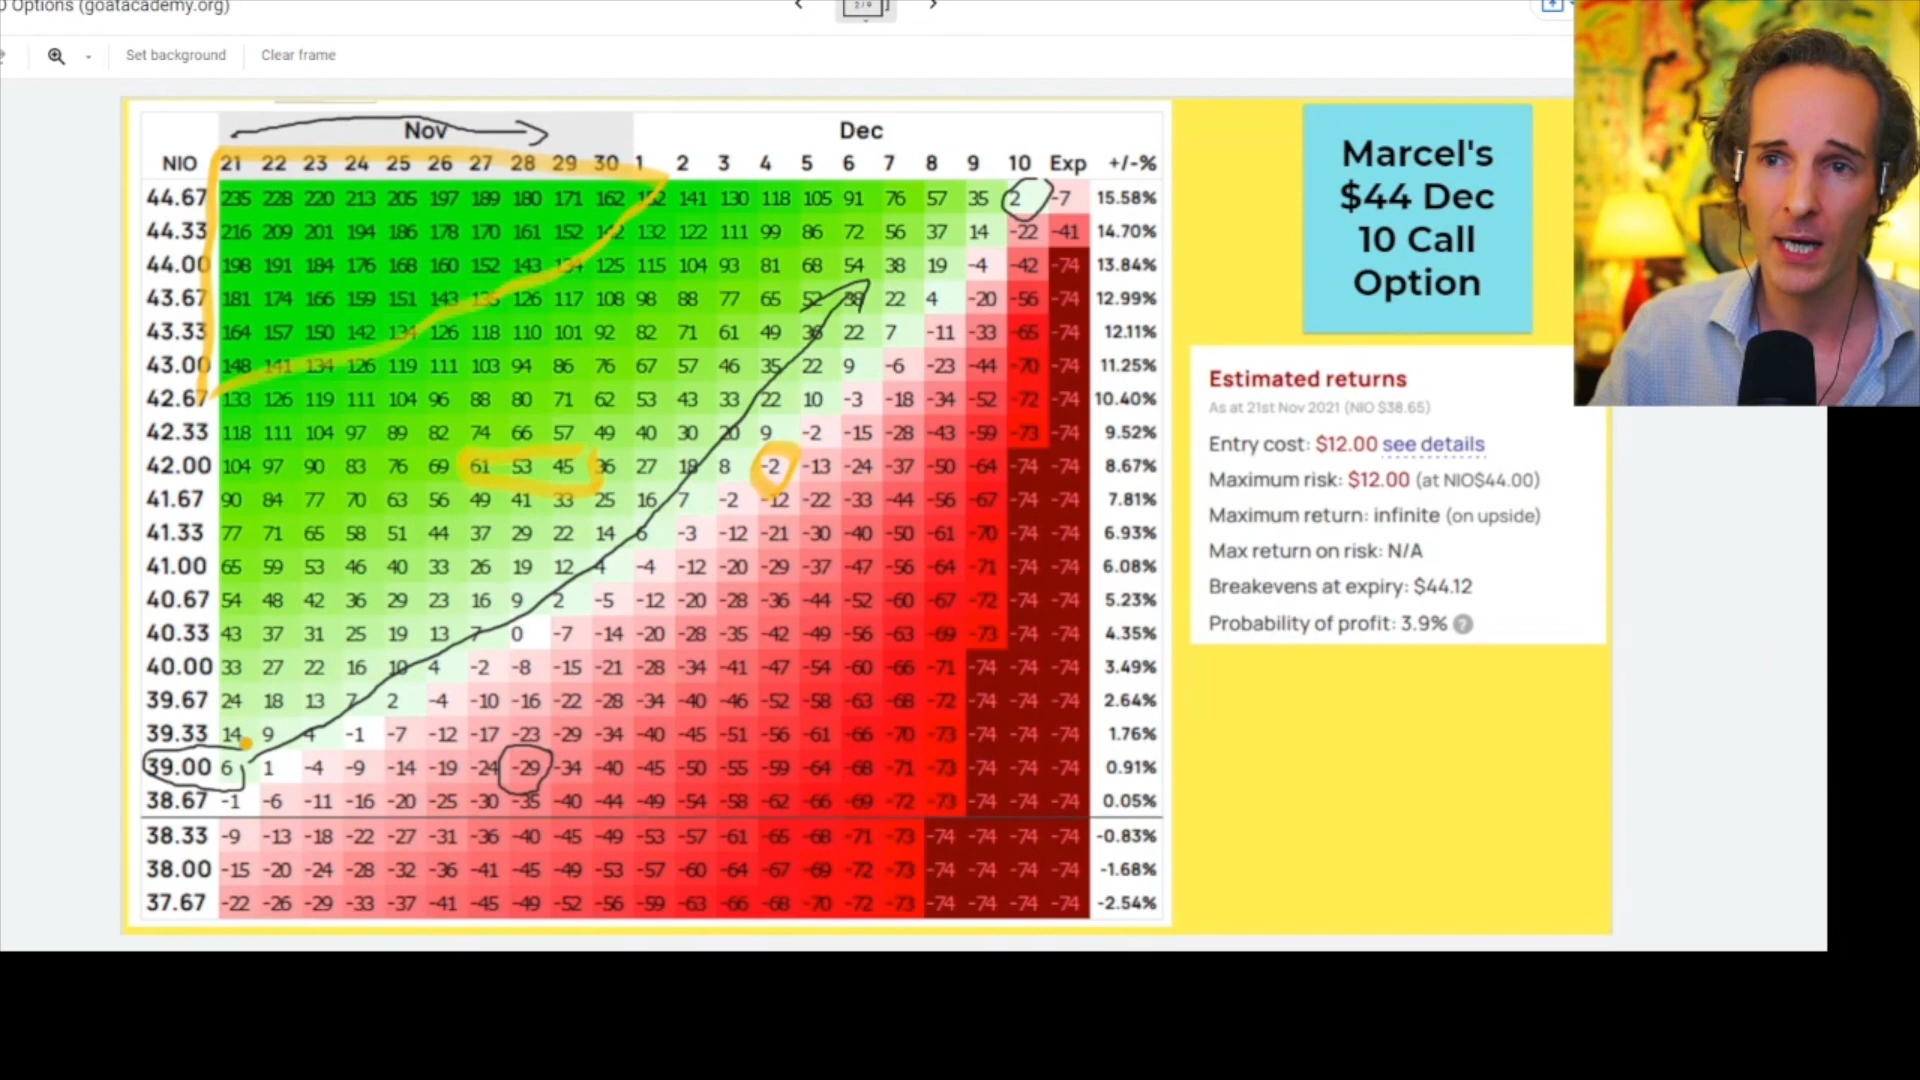 O Options (goatacademy.org)
2/9
Set background
Clear frame
Nov Dec
NIO 21 22 23 24 25 26 27 28 29 30 1 2 3 4 5 6 7 8 9 10 Exp +/-%
44.67 235 228 220 213 205 197 189 180 171 162 152 141 130 118 105 91 76 57 35 2 -7 15.58%
44.33 216 209 201 194 186 178 170 161 152 142 132 122 111 99 86 72 56 37 14 -22 -41 14.70%
44.00 198 191 184 176 168 160 152 143 134 125 115 104 93 81 68 54 38 19 -4 -42 -74 13.84%
43.67 181 174 166 159 151 143 135 126 117 108 98 88 77 65 52 38 22 4 -20 -56 -74 12.99%
43.33 164 157 150 142 134 126 118 110 101 92 82 71 61 49 36 22 7 -11 -33 -65 -74 12.11%
43.00 148 141 134 126 119 111 103 94 86 76 67 57 46 35 22 9 -6 -23 -44 -70 -74 11.25%
42.67 133 126 119 111 104 96 88 80 71 62 53 43 33 22 10 -3 -18 -34 -52 -72 -74 10.40%
42.33 118 111 104 97 89 82 74 66 57 49 40 30 20 9 -2 -15 -28 -43 -59 -73 -74 9.52%
42.00 104 97 90 83 76 69 61 53 45 36 27 18 8 -2 -13 -24 -37 -50 -64 -74 -74 8.67%
41.67 90 84 77 70 63 56 49 41 33 25 16 7 -2 -12 -22 -33 -44 -56 -67 -74 -74 7.81%
41.33 77 71 65 58 51 44 37 29 22 14 6 -3 -12 -21 -30 -40 -50 -61 -70 -74 -74 6.93%
41.00 65 59 53 46 40 33 26 19 12 4 -4 -12 -20 -29 -37 -47 -56 -64 -71 -74 -74 6.08%
40.67 54 48 42 36 29 23 16 9 2 -5 -12 -20 -28 -36 -44 -52 -60 -67 -72 -74 -74 5.23%
40.33 43 37 31 25 19 13 7 0 -7 -14 -20 -28 -35 -42 -49 -56 -63 -69 -73 -74 -74 4.35%
40.00 33 27 22 16 10 4 -2 -8 -15 -21 -28 -34 -41 -47 -54 -60 -66 -71 -74 -74 -74 3.49%
39.67 24 18 13 7 2 -4 -10 -16 -22 -28 -34 -40 -46 -52 -58 -63 -68 -72 -74 -74 -74 2.64%
39.33 14 9 4 -1 -7 -12 -17 -23 -29 -34 -40 -45 -51 -56 -61 -66 -70 -73 -74 -74 -74 1.76%
39.00 6 1 -4 -9 -14 -19 -24 -29 -34 -40 -45 -50 -55 -59 -64 -68 -71 -73 -74 -74 -74 0.91%
38.67 -1 -6 -11 -16 -20 -25 -30 -35 -40 -44 -49 -54 -58 -62 -66 -69 -72 -73 -74 -74 -74 0.05%
38.33 -9 -13 -18 -22 -27 -31 -36 -40 -45 -49 -53 -57 -61 -65 -68 -71 -73 -74 -74 -74 -74 -0.83%
38.00 -15 -20 -24 -28 -32 -36 -41 -45 -49 -53 -57 -60 -64 -67 -69 -72 -73 -74 -74 -74 -74 -1.68%
37.67 -22 -26 -29 -33 -37 -41 -45 -49 -52 -56 -59 -63 -66 -68 -70 -72 -73 -74 -74 -74 -74 -2.54%
Marcel's
$44 Dec
10 Call
Option
Estimated returns
As at 21st Nov 2021 (NIO $38.65)
Entry cost: $12.00 see details
Maximum risk: $12.00 (at NIO$44.00)
Maximum return: infinite (on upside)
Max return on risk: N/A
Breakevens at expiry: $44.12
Probability of profit: 3.9% ?